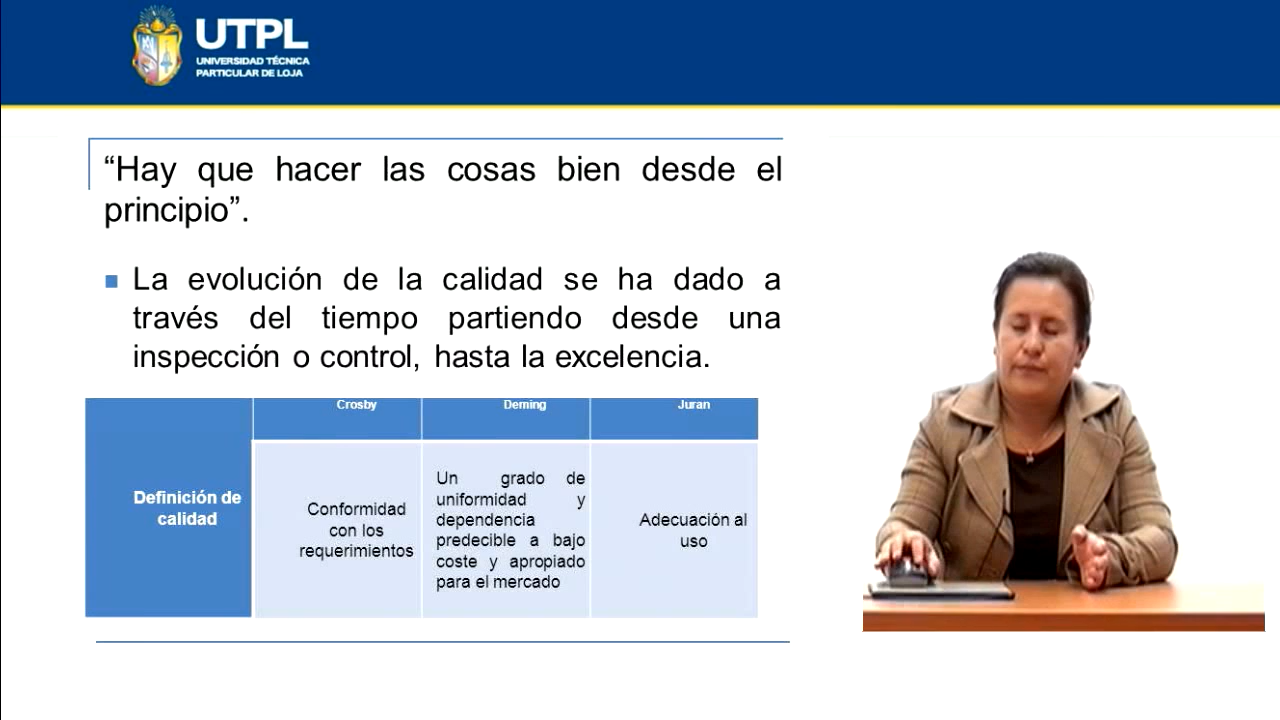 UTPL
UNIVERSIDAD TÉCNICA
PARTICULAR DE LOJA
“Hay que hacer las cosas bien desde el
principio”.
La evolución de la calidad se ha dado a
través del tiempo partiendo desde una
inspección o control, hasta la excelencia.
Crosby
Deming
Juran
Definición de
calidad
Conformidad
con los
requerimientos
Un grado de
uniformidad y
dependencia
predecible a bajo
coste y apropiado
para el mercado
Adecuación al
uso